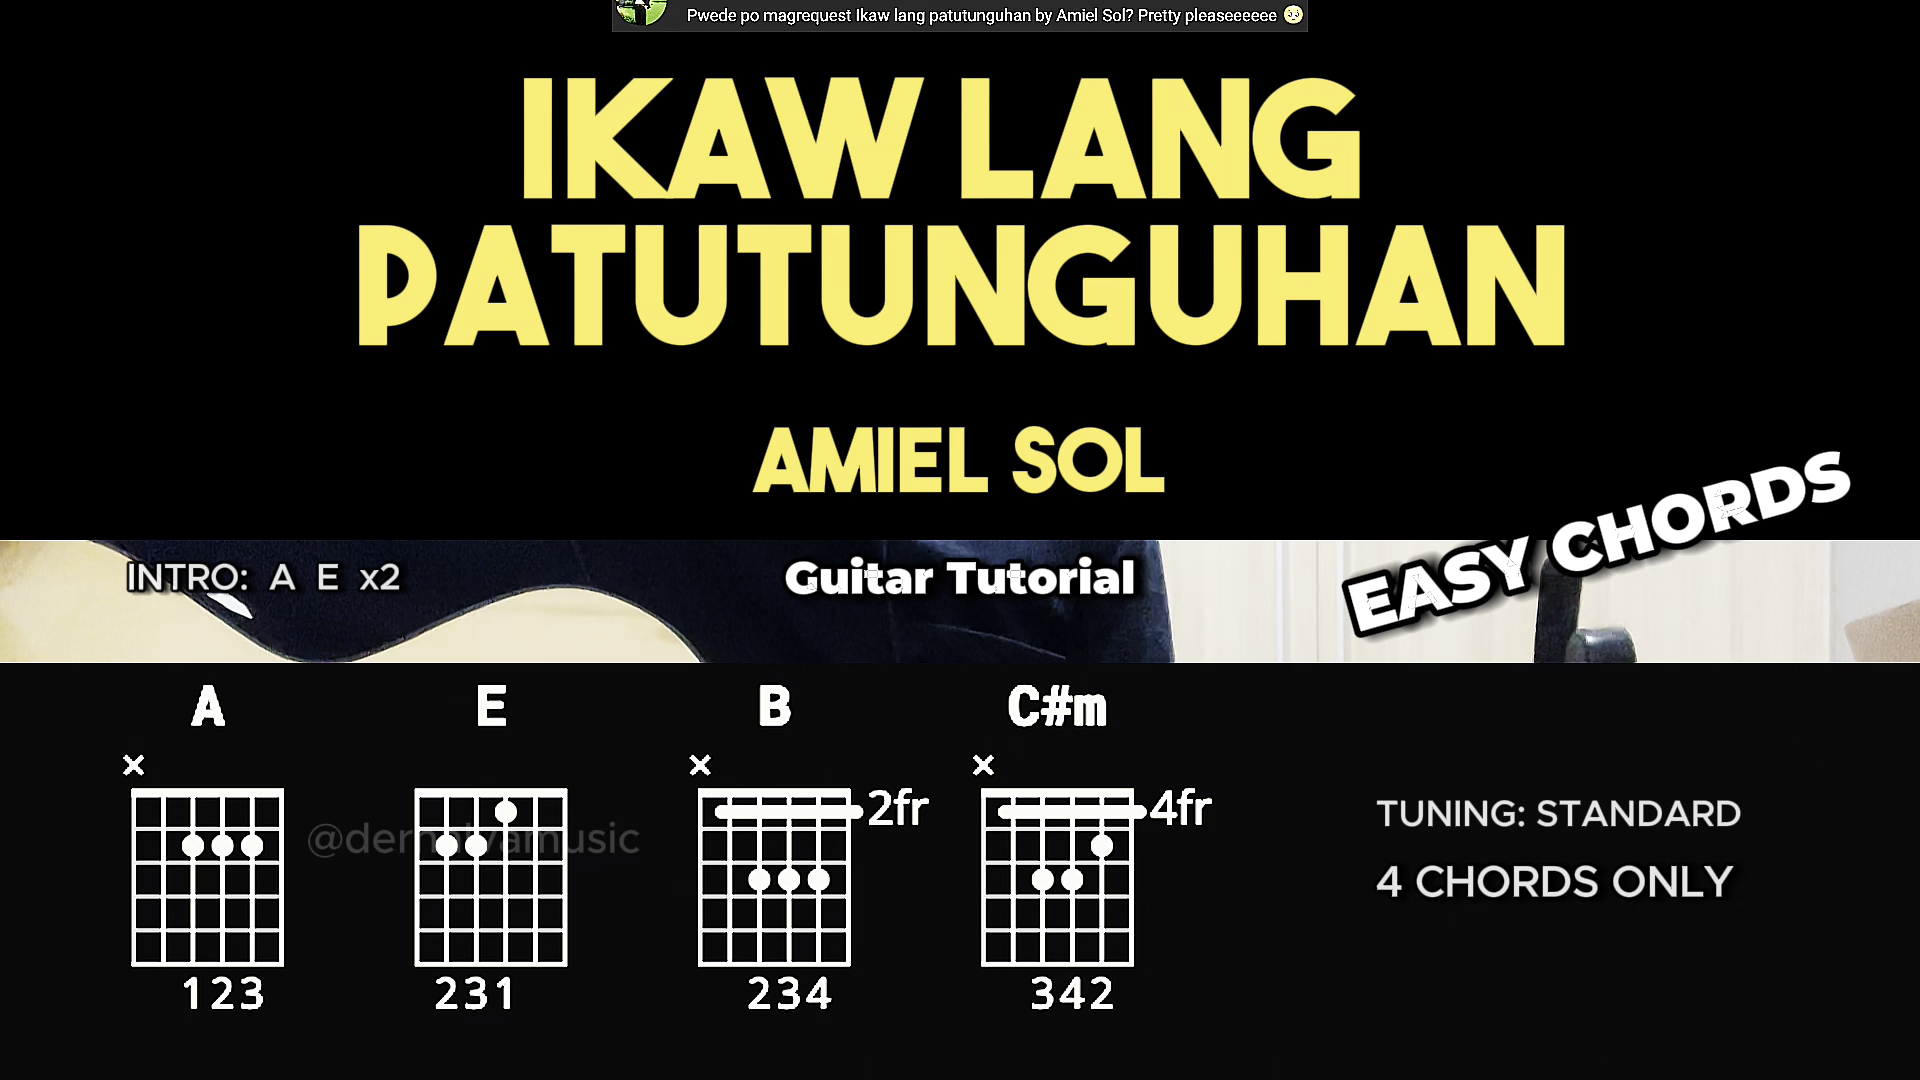 Pwede po magrequest Ikaw lang patutunguhan by Amiel Sol? Pretty pleaseeeeee 🥺
IKAW LANG
PATUTUNGUHAN
AMIEL SOL
EASY CHORDS
INTRO: A E x2
Guitar Tutorial
A E B C#m
× × ×
2fr 4fr
TUNING: STANDARD
4 CHORDS ONLY
123 231 234 342